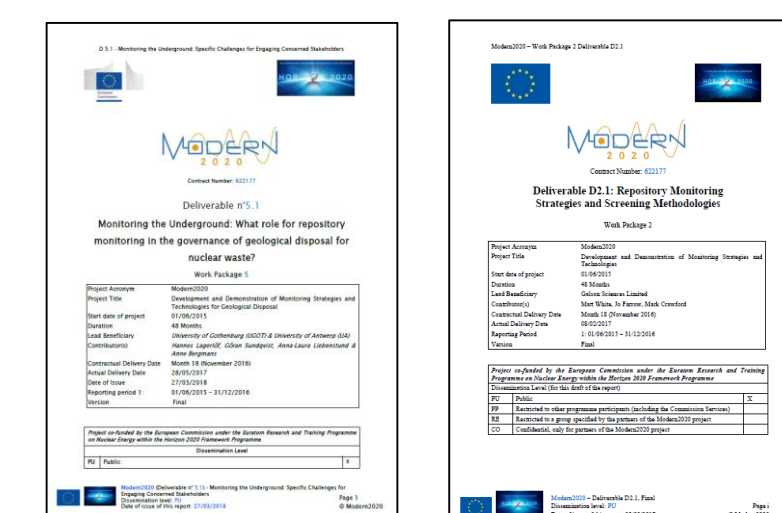 D 5.1 - Monitoring the Underground: Specific Challenges for Engaging Concerned Stakeholders
European
Commission
HORIZON 2020
MODERN
2020
Contract Number: 622177
Deliverable n°5.1
Monitoring the Underground: What role for repository
monitoring in the governance of geological disposal for
nuclear waste?
Work Package 5
Project Acronym Modern2020
Project Title Development and Demonstration of Monitoring Strategies and
Technologies for Geological Disposal
Start date of project 01/06/2015
Duration 48 Months
Lead Beneficiary University of Gothenburg (UGOT) & University of Antwerp (UA)
Contributor(s) Hannes Lagerlöf, Göran Sundqvist, Anna-Laura Liebenstund &
Anne Bergmans
Contractual Delivery Date Month 18 (November 2016)
Actual Delivery Date 28/05/2017
Date of Issue 27/03/2018
Reporting period 1: 01/06/2015 – 31/12/2016
Version Final
Project co-funded by the European Commission under the Euratom Research and Training Programme
on Nuclear Energy within the Horizon 2020 Framework Programme
Dissemination Level
PU Public X
Modern2020 (Deliverable n° 5.1) - Monitoring the Underground: Specific Challenges for
Engaging Concerned Stakeholders
Dissemination level: PU
Date of issue of this report: 27/03/2018
Page 1
© Modern2020
Modern2020 – Work Package 2 Deliverable D2.1
HORIZON 2020
MODERN
2020
Contract Number: 622177
Deliverable D2.1: Repository Monitoring
Strategies and Screening Methodologies
Work Package 2
Project Acronym Modern2020
Project Title Development and Demonstration of Monitoring Strategies and
Technologies
Start date of project 01/06/2015
Duration 48 Months
Lead Beneficiary Galson Sciences Limited
Contributor(s) Matt White, Jo Farrow, Mark Crawford
Contractual Delivery Date Month 18 (November 2016)
Actual Delivery Date 08/02/2017
Reporting Period 1: 01/06/2015 – 31/12/2016
Version Final
Project co-funded by the European Commission under the Euratom Research and Training
Programme on Nuclear Energy within the Horizon 2020 Framework Programme
Dissemination Level (for this draft of the report)
PU Public X
PP Restricted to other programme participants (including the Commission Services)
RE Restricted to a group specified by the partners of the Modern2020 project
CO Confidential, only for partners of the Modern2020 project
Modern2020 – Deliverable D2.1, Final
Dissemination level: PU
Page i